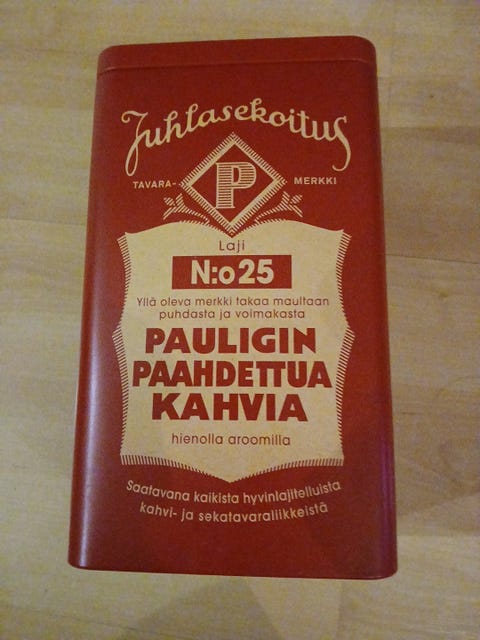 Juhlasekoitus
TAVARA- P MERKKI
Laji
N:o 25
Yllä oleva merkki takaa maultaan
puhdasta ja voimakasta
PAULIGIN
PAAHDETTUA
KAHVIA
hienolla aroomilla
Saatavana kaikista hyvinlajitelluista
kahvi- ja sekatavaraliikkeistä